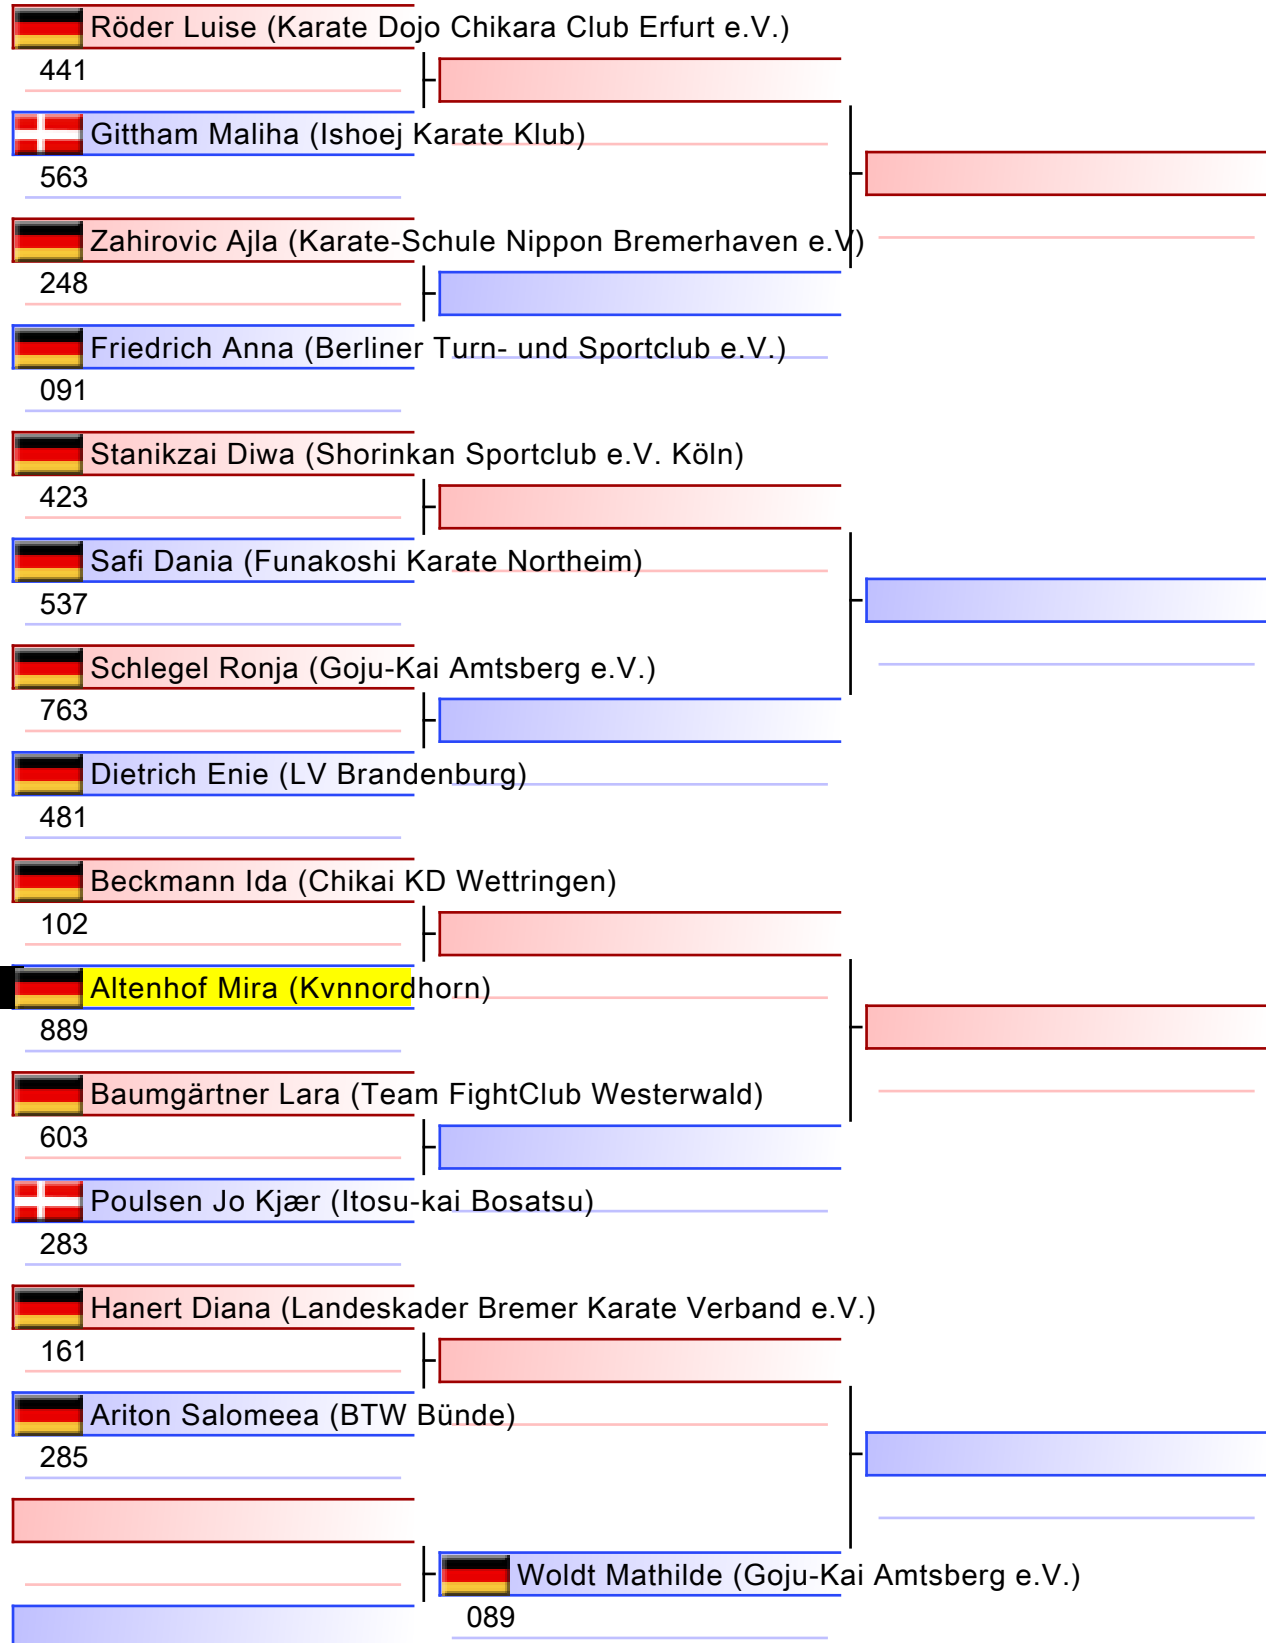 Röder Luise (Karate Dojo Chikara Club Erfurt e.V.)
441
Gittham Maliha (Ishoej Karate Klub)
563
Zahirovic Ajla (Karate-Schule Nippon Bremerhaven e.V)
248
Friedrich Anna (Berliner Turn- und Sportclub e.V.)
091
Stanikzai Diwa (Shorinkan Sportclub e.V. Köln)
423
Safi Dania (Funakoshi Karate Northeim)
537
Schlegel Ronja (Goju-Kai Amtsberg e.V.)
763
Dietrich Enie (LV Brandenburg)
481
Beckmann Ida (Chikai KD Wettringen)
102
Altenhof Mira (Kvnnordhorn)
889
Baumgärtner Lara (Team FightClub Westerwald)
603
Poulsen Jo Kjær (Itosu-kai Bosatsu)
283
Hanert Diana (Landeskader Bremer Karate Verband e.V.)
161
Ariton Salomeea (BTW Bünde)
285
Woldt Mathilde (Goju-Kai Amtsberg e.V.)
089